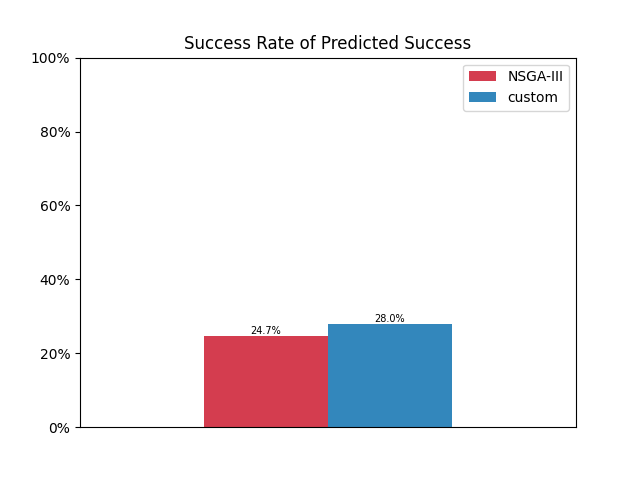 Success Rate of Predicted Success
100%
80%
60%
40%
20%
0%
NSGA-III
custom
24.7%
28.0%